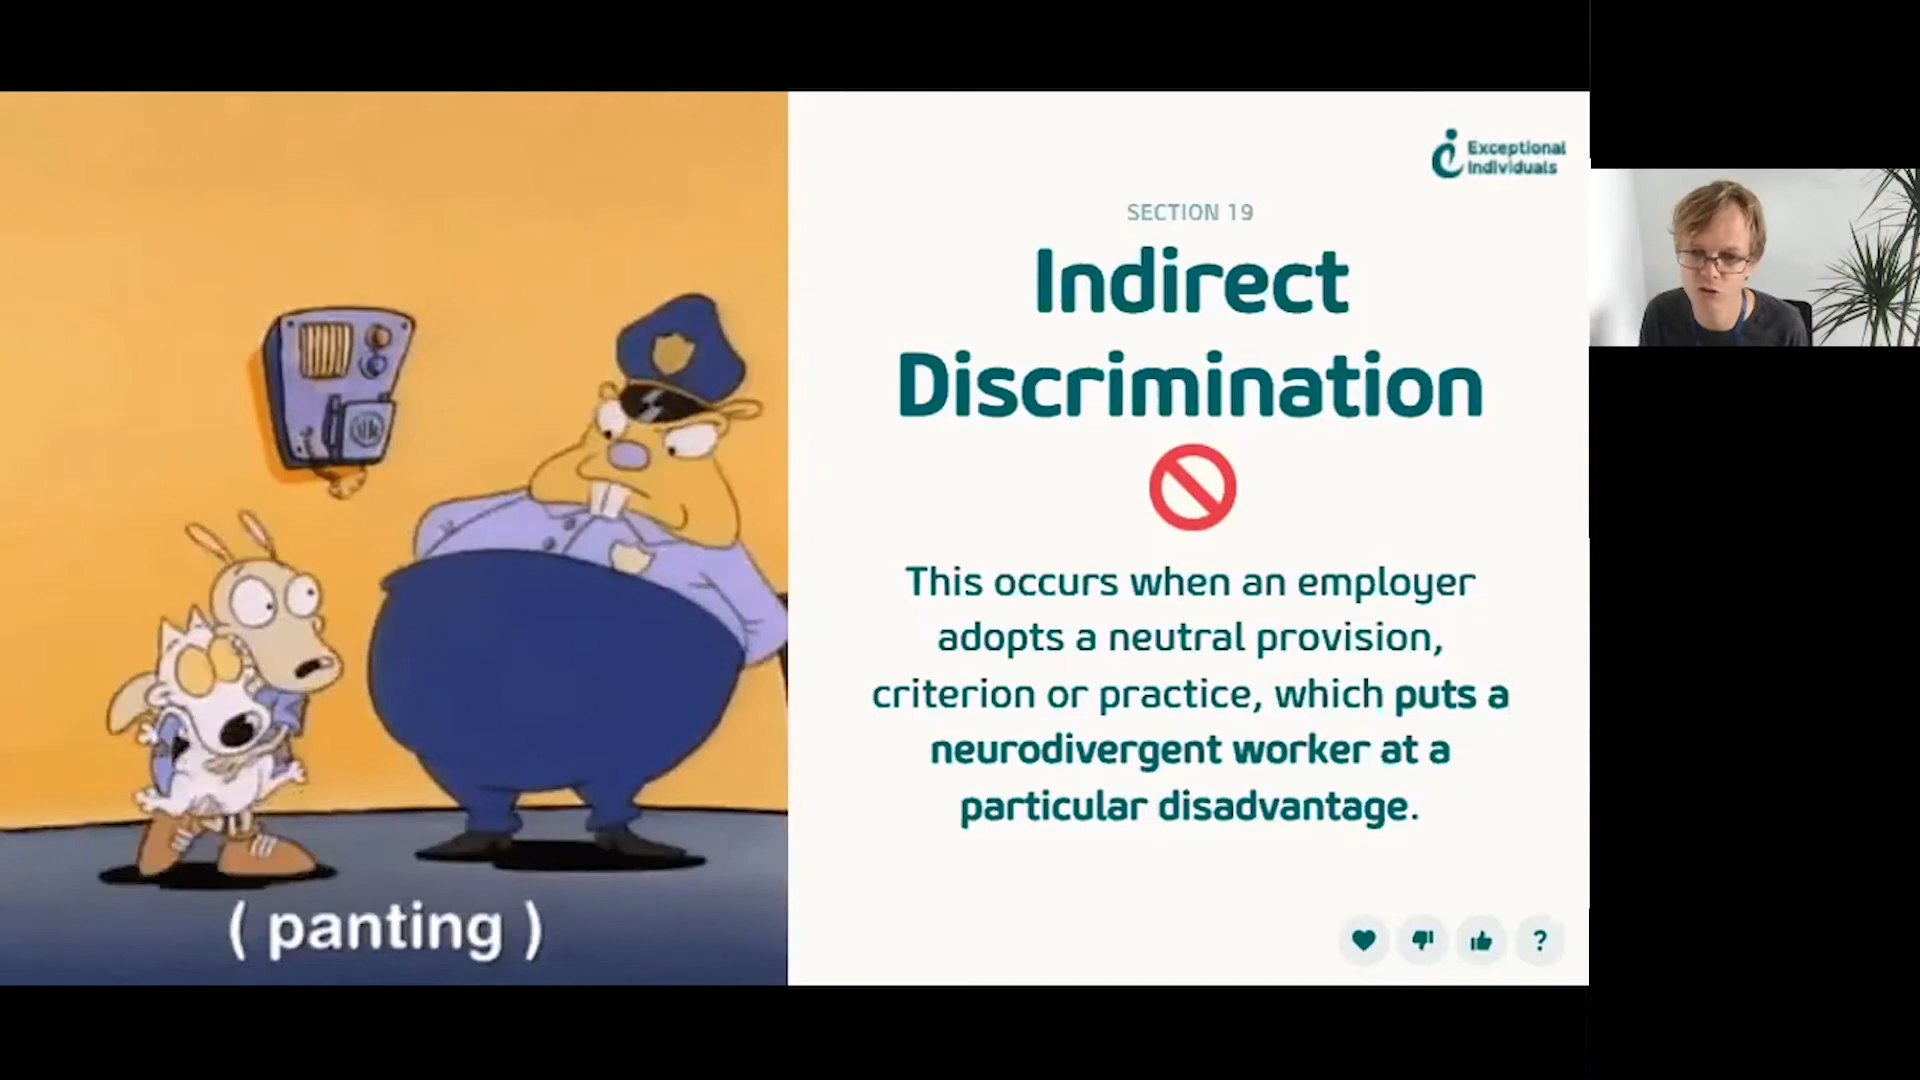 Exceptional
Individuals
SECTION 19
Indirect
Discrimination
This occurs when an employer
adopts a neutral provision,
criterion or practice, which puts a
neurodivergent worker at a
particular disadvantage.
( panting )
?